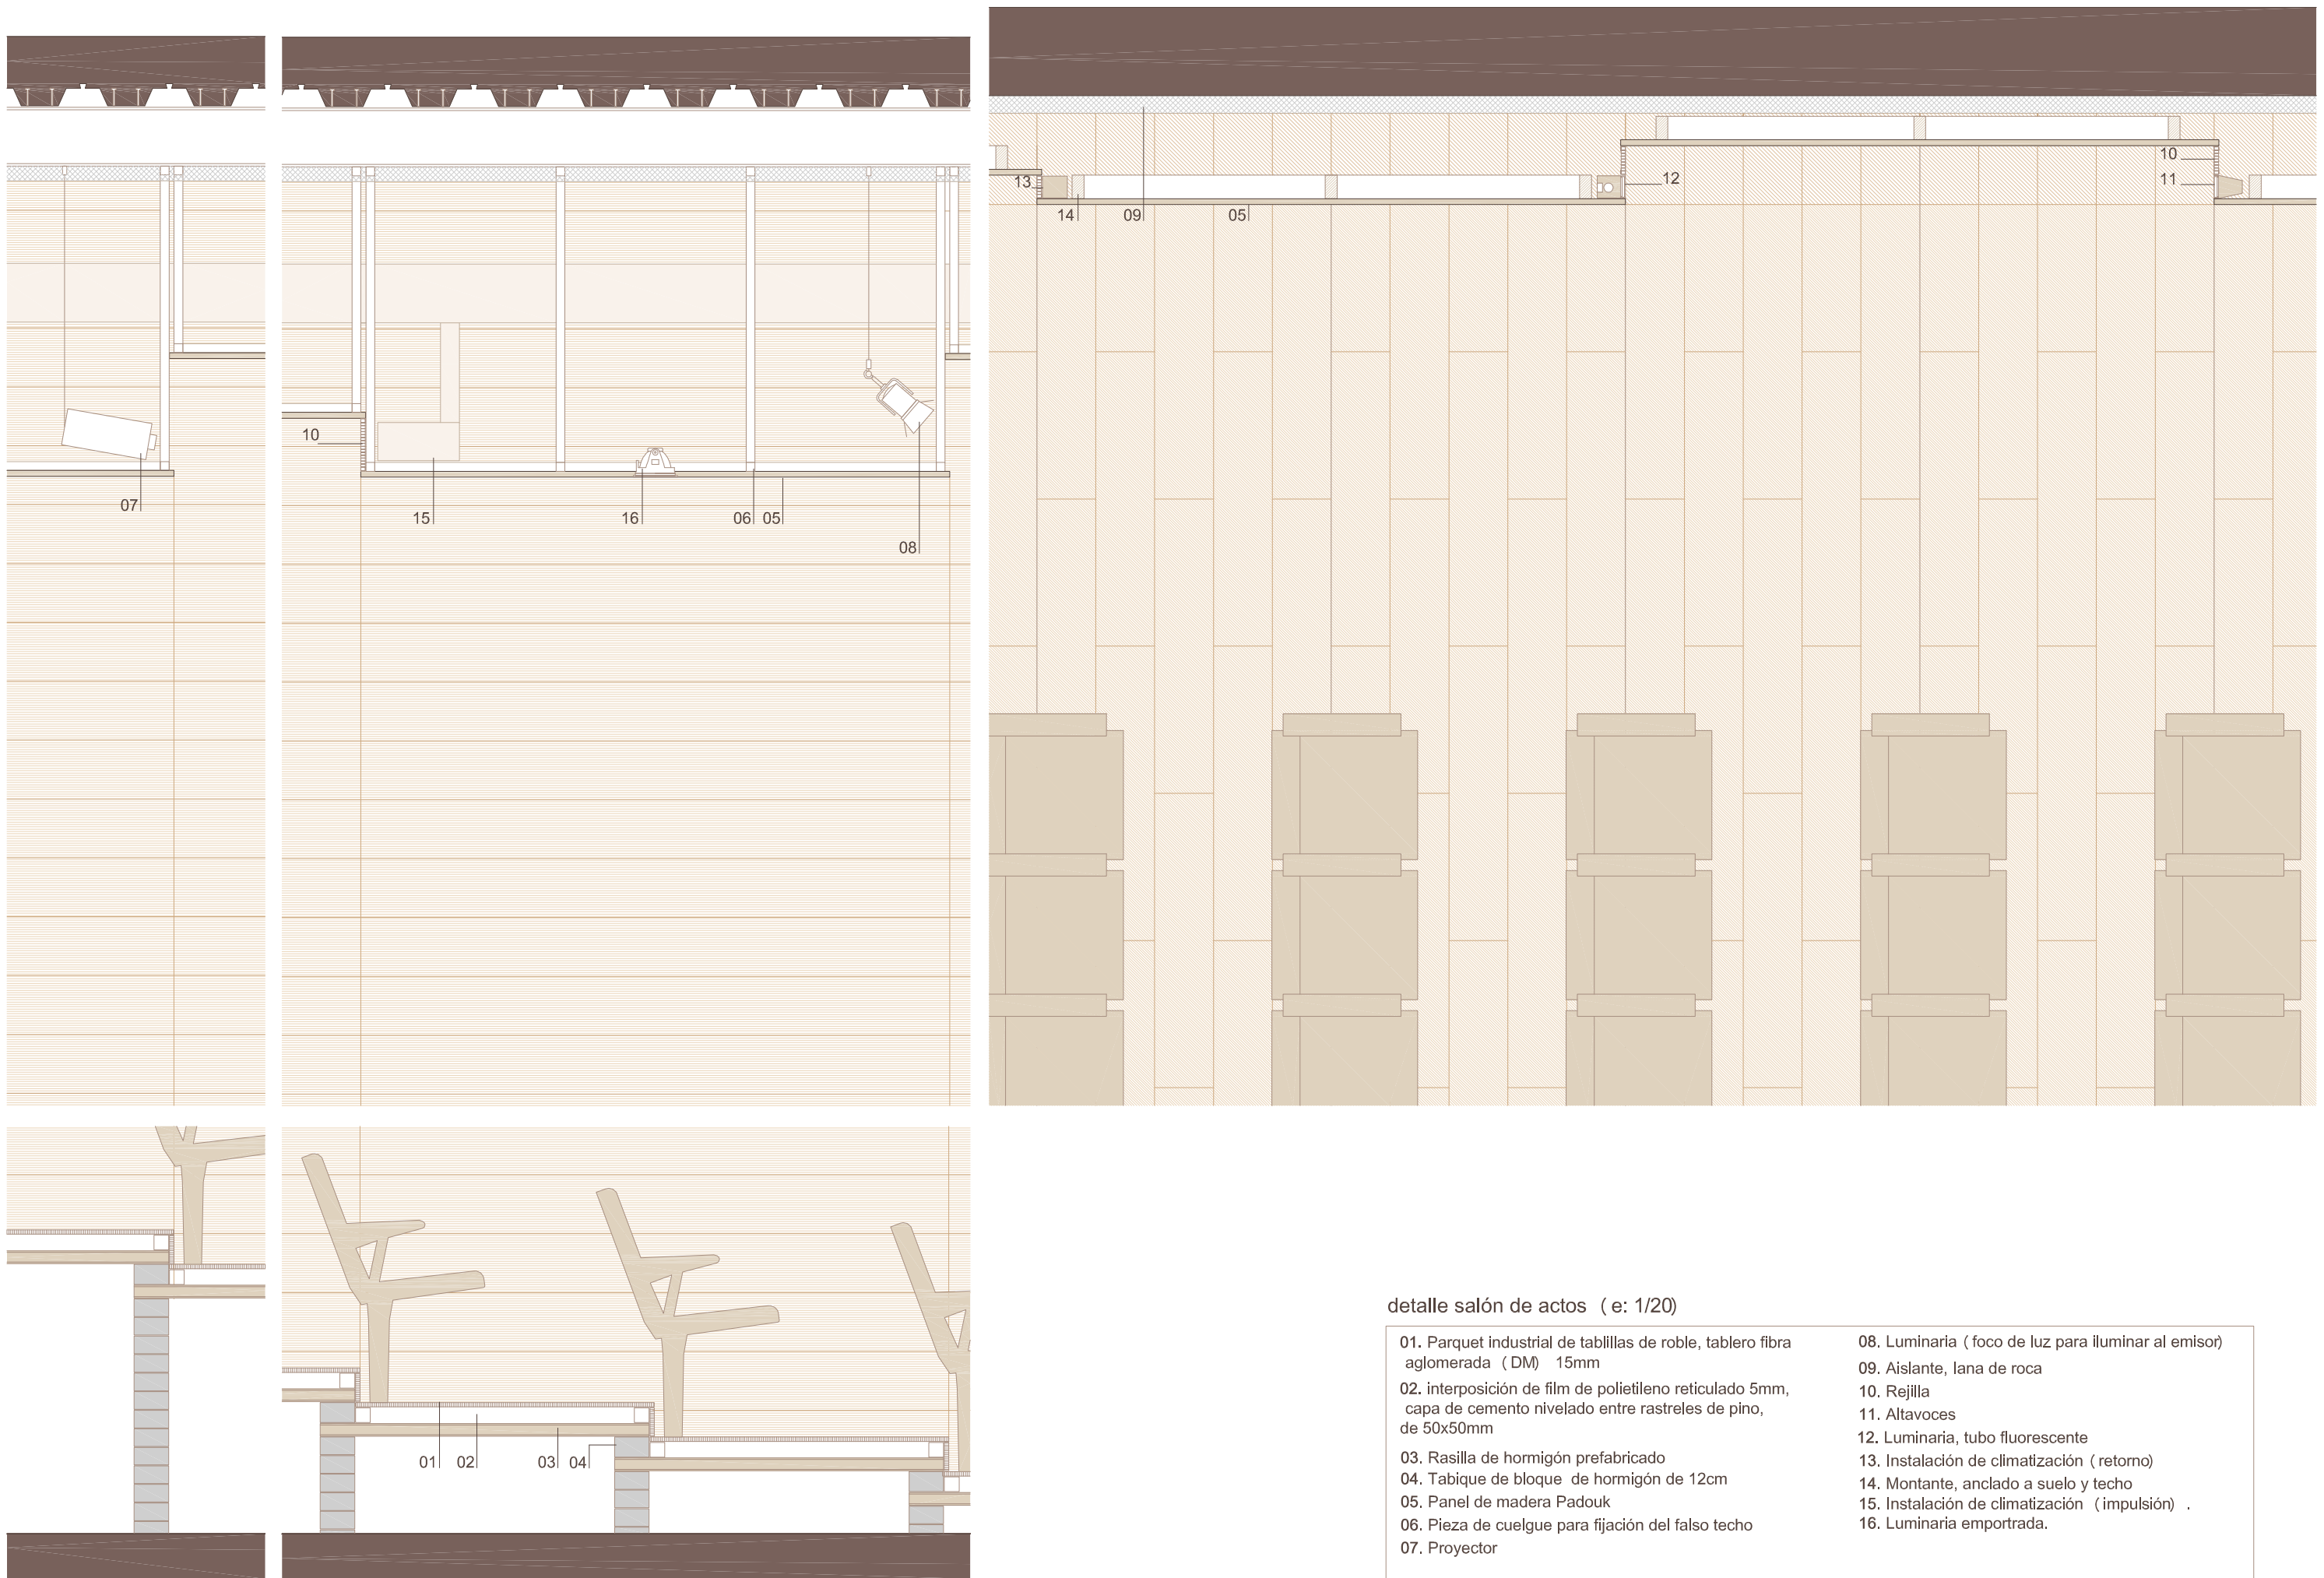 10
13
12
11
14
09
05
10
07
15
16
06
05
08
01
02
03
04
detalle salón de actos ( e: 1/20)
01. Parquet industrial de tablillas de roble, tablero fibra
aglomerada ( DM) 15mm
02. interposición de film de polietileno reticulado 5mm,
capa de cemento nivelado entre rastreles de pino,
de 50x50mm
03. Rasilla de hormigón prefabricado
04. Tabique de bloque de hormigón de 12cm
05. Panel de madera Padouk
06. Pieza de cuelgue para fijación del falso techo
07. Proyector
08. Luminaria ( foco de luz para iluminar al emisor)
09. Aislante, lana de roca
10. Rejilla
11. Altavoces
12. Luminaria, tubo fluorescente
13. Instalación de climatización ( retorno)
14. Montante, anclado a suelo y techo
15. Instalación de climatización ( impulsión) .
16. Luminaria emportrada.